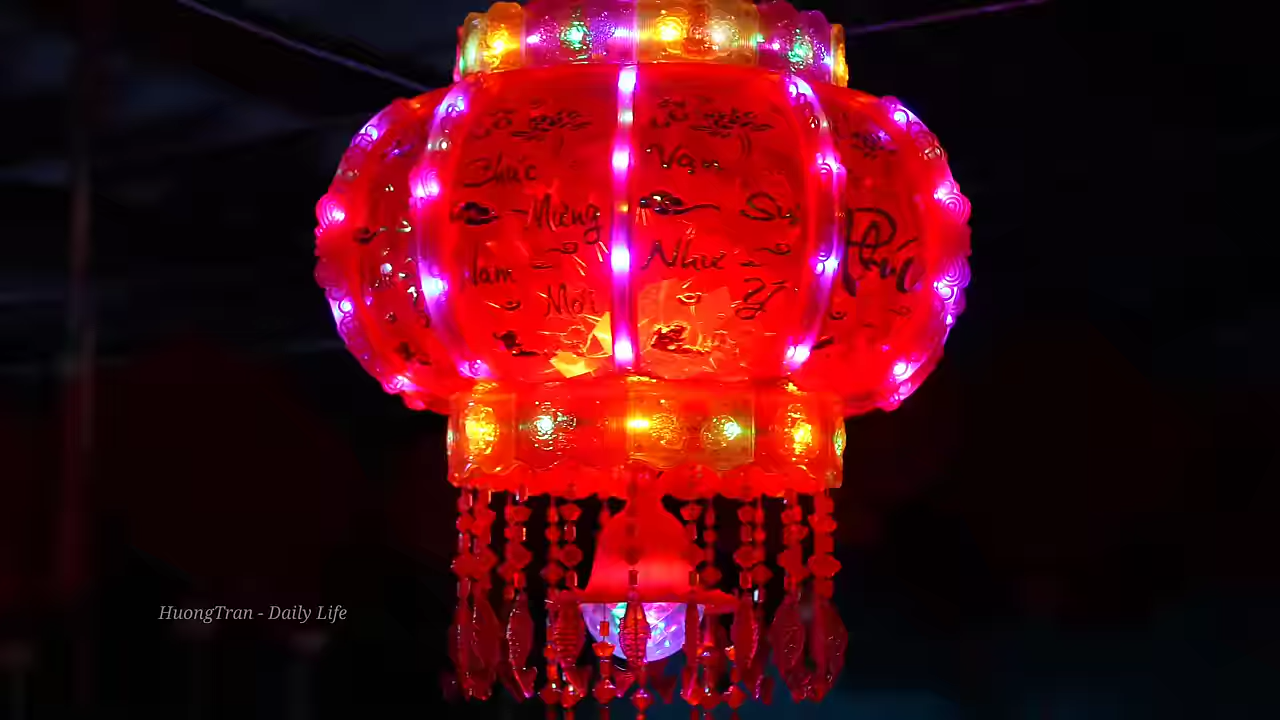 Chúc
Mừng
Năm
Mới
Vạn
Sự
Như
Ý
Phúc
HuongTran - Daily Life